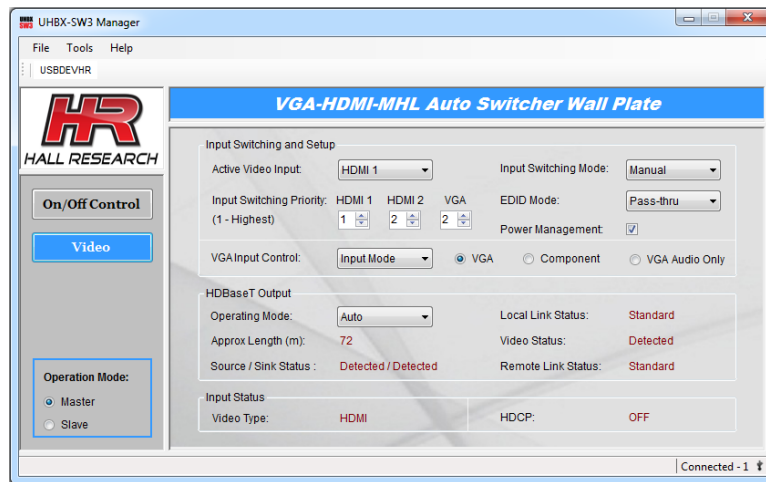 UHBX-SW3 Manager
File Tools Help
USBDEVHR
HR
HALL RESEARCH
VGA-HDMI-MHL Auto Switcher Wall Plate
On/Off Control
Video
Operation Mode:
Master
Slave
Input Switching and Setup
Active Video Input: HDMI 1 Input Switching Mode: Manual
Input Switching Priority: HDMI 1 HDMI 2 VGA EDID Mode: Pass-thru
(1 - Highest) 1 2 2
Power Management:
VGA Input Control: Input Mode VGA Component VGA Audio Only
HDBaseT Output
Operating Mode: Auto Local Link Status: Standard
Approx Length (m): 72 Video Status: Detected
Source / Sink Status : Detected / Detected Remote Link Status: Standard
Input Status
Video Type: HDMI HDCP: OFF
Connected - 1